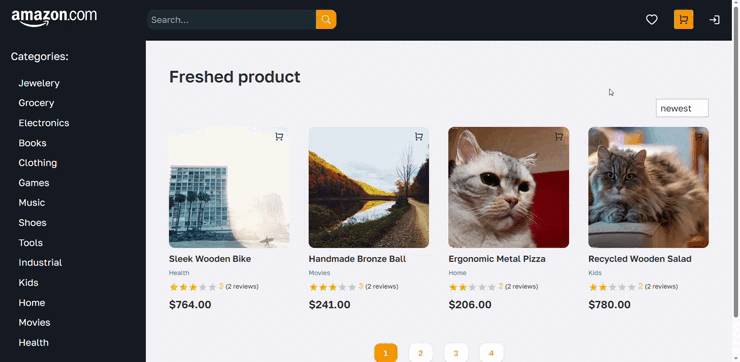 amazon.com
Search...
Categories:
Jewelery
Grocery
Electronics
Books
Clothing
Games
Music
Shoes
Tools
Industrial
Kids
Home
Movies
Health
Freshed product
newest
Sleek Wooden Bike
Health
3 (2 reviews)
$764.00
Handmade Bronze Ball
Movies
3 (2 reviews)
$241.00
Ergonomic Metal Pizza
Home
2 (2 reviews)
$206.00
Recycled Wooden Salad
Kids
2 (2 reviews)
$780.00
1 2 3 4